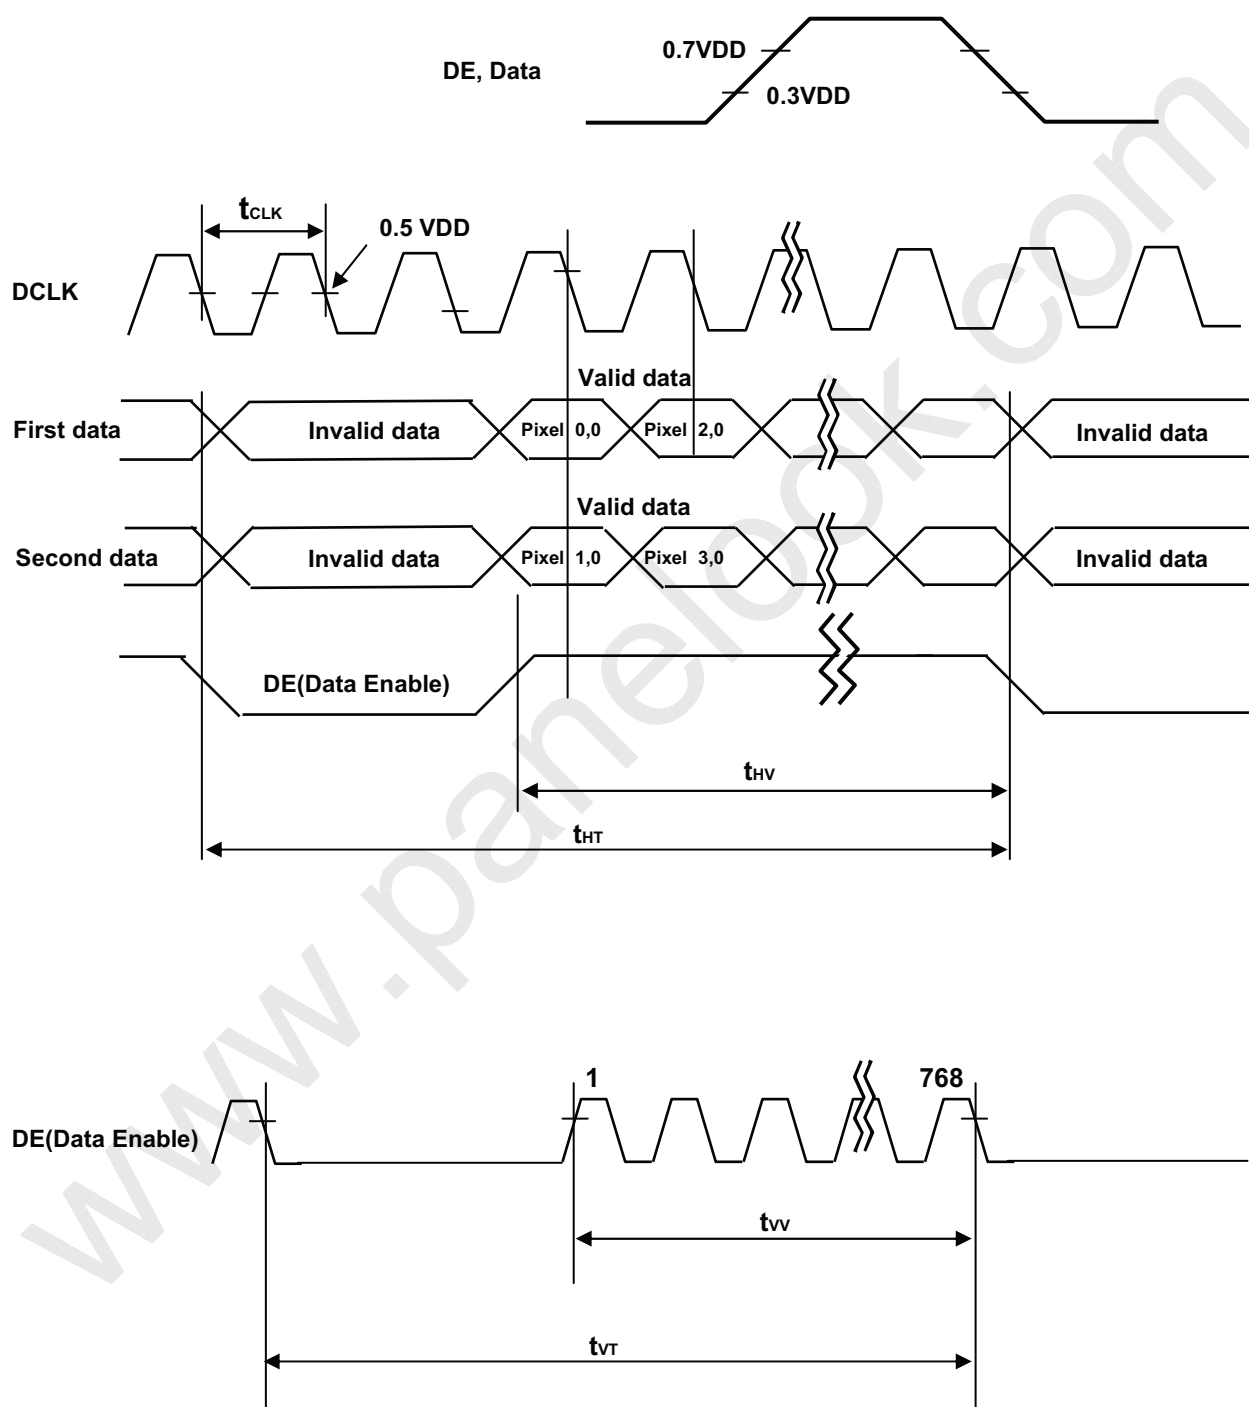 0.7VDD
DE, Data
0.3VDD
tCLK
0.5 VDD
DCLK
Valid data
First data
Invalid data
Pixel 0,0
Pixel 2,0
Invalid data
Valid data
Second data
Invalid data
Pixel 1,0
Pixel 3,0
Invalid data
DE(Data Enable)
tHV
tHT
1
768
DE(Data Enable)
tVV
tVT
www.panelook.com